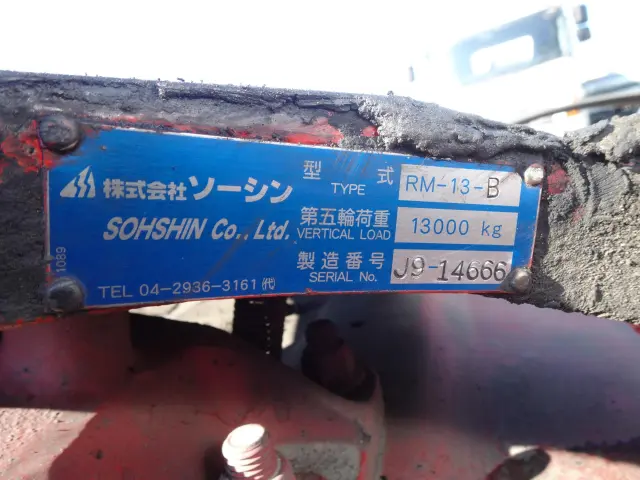 株式会社 ソーシン
SOHSHIN Co., Ltd.
型 式 RM-13-B
TYPE
第五輪荷重 13000 kg
VERTICAL LOAD
製造番号 J9-14666
SERIAL No.
TEL 04-2936-3161 ㈹
1089